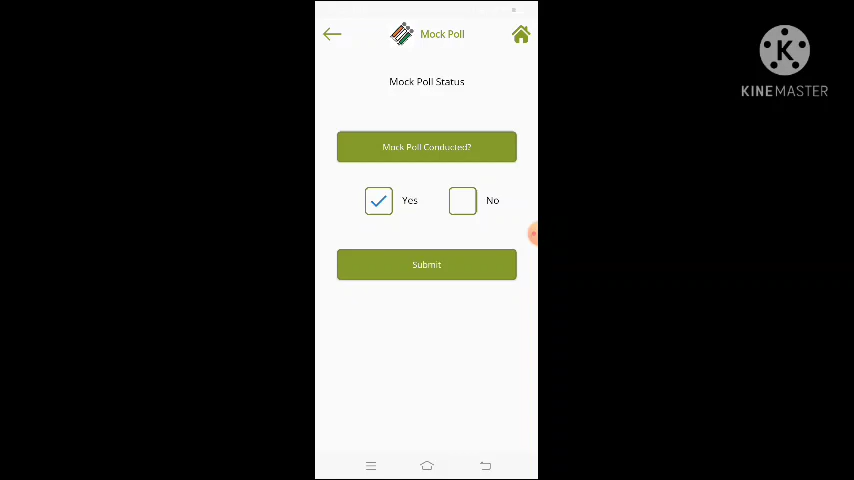 Mock Poll
K
KINEMASTER
Mock Poll Status
Mock Poll Conducted?
Yes
No
Submit